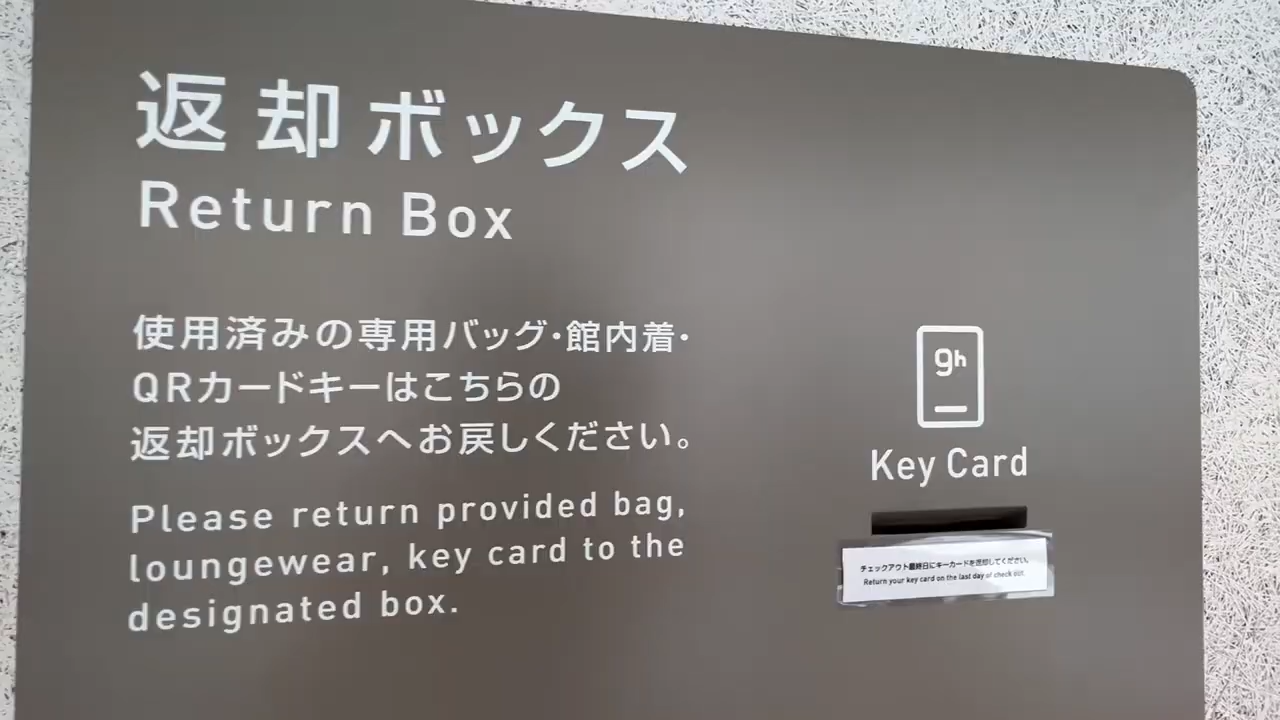 返却ボックス
Return Box
使用済みの専用バッグ・館内着・
QRカードキーはこちらの
返却ボックスへお戻しください。
Please return provided bag,
loungewear, key card to the
designated box.
9h
Key Card
チェックアウト最終日にキーカードを返却してください。
Return your key card on the last day of check out.